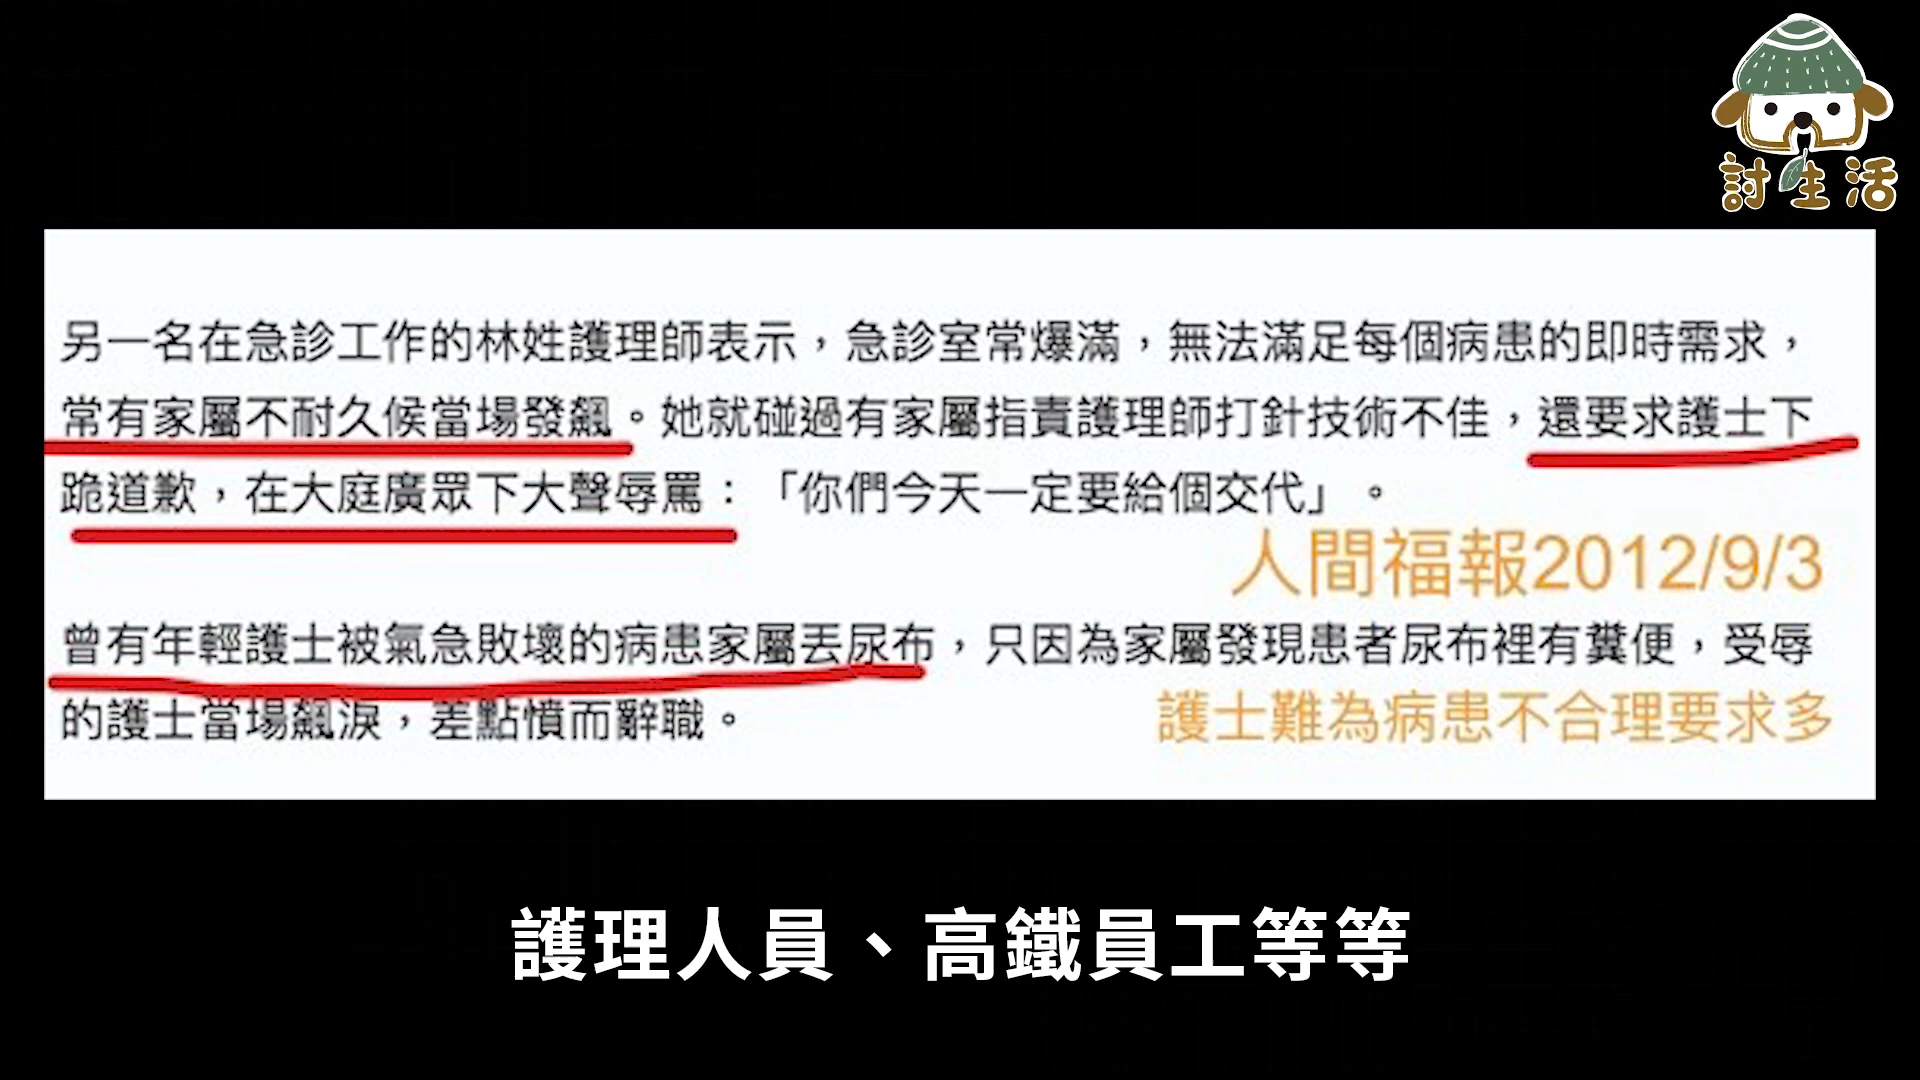 討生活
另一名在急診工作的林姓護理師表示，急診室常爆滿，無法滿足每個病患的即時需求，
常有家屬不耐久候當場發飆。她就碰過有家屬指責護理師打針技術不佳，還要求護士下
跪道歉，在大庭廣眾下大聲辱罵：「你們今天一定要給個交代」。
人間福報2012/9/3
曾有年輕護士被氣急敗壞的病患家屬丟尿布，只因為家屬發現患者尿布裡有糞便，受辱
的護士當場飆淚，差點憤而辭職。
護士難為病患不合理要求多
護理人員、高鐵員工等等